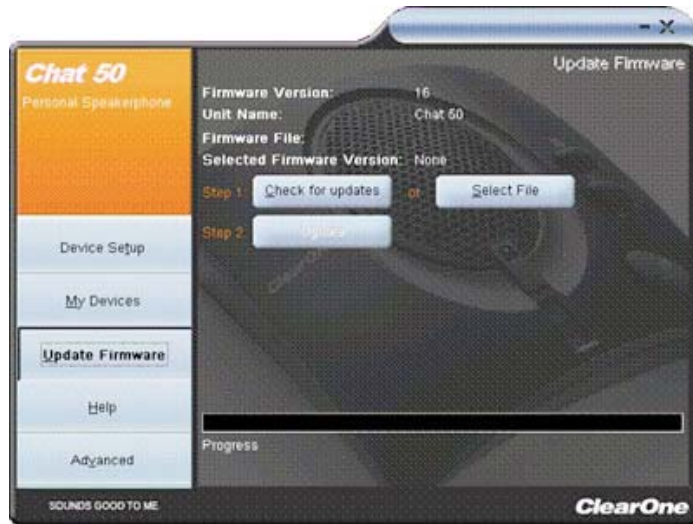 Chat 50
Personal Speakerphone
Update Firmware
Firmware Version: 16
Unit Name: Chat 50
Firmware File:
Selected Firmware Version: None
Step 1: Check for updates or Select File
Step 2: Update
Device Setup
My Devices
Update Firmware
Help
Advanced
Progress
SOUNDS GOOD TO ME.
ClearOne